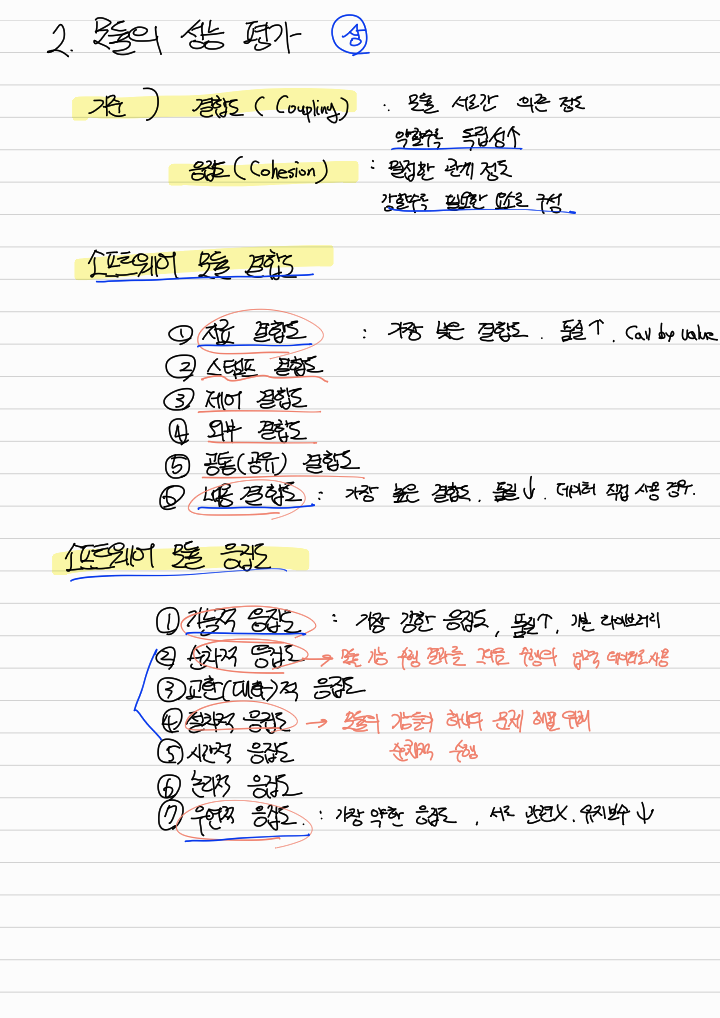 2. 모듈의 성능 평가 상
기준) 결합도 (Coupling) : 모듈 서로간 의존 정도
약할수록 독립성↑
응집도 (Cohesion) : 밀접한 관계 정도
강할수록 필요한 요소로 구성
소프트웨어 모듈 결합도
① 자료 결합도 : 가장 낮은 결합도. 품질↑. Call by value
② 스탬프 결합도
③ 제어 결합도
④ 외부 결합도
⑤ 공통(공유) 결합도
⑥ 내용 결합도 : 가장 높은 결합도. 품질↓. 데이터 직접 사용 경우.
소프트웨어 모듈 응집도
① 기능적 응집도 : 가장 강한 응집도, 품질↑, 기본 라이브러리
② 순차적 응집도 → 모듈 기능 수행 결과를 다음 수행의 입력 데이터로 사용
③ 교환(대화)적 응집도
④ 절차적 응집도 → 모듈의 기능들이 하나의 문제 해결 위해
순차적 수행
⑤ 시간적 응집도
⑥ 논리적 응집도
⑦ 우연적 응집도. : 가장 약한 응집도, 서로 관련X. 유지보수↓